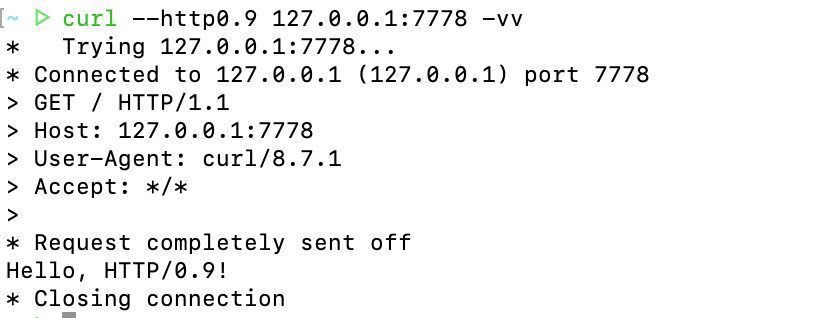 [~ ▷ curl --http0.9 127.0.0.1:7778 -vv
*   Trying 127.0.0.1:7778...
* Connected to 127.0.0.1 (127.0.0.1) port 7778
> GET / HTTP/1.1
> Host: 127.0.0.1:7778
> User-Agent: curl/8.7.1
> Accept: */*
>
* Request completely sent off
Hello, HTTP/0.9!
* Closing connection